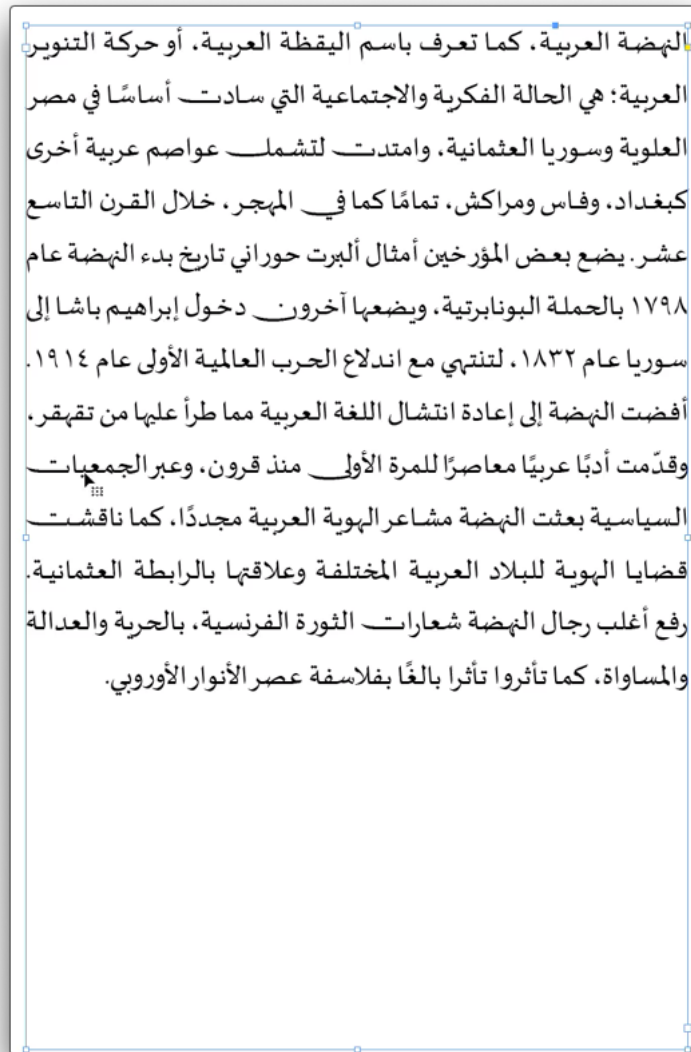 النهضة العربية، كما تعرف باسم اليقظة العربية، أو حركة التنوير
العربية؛ هي الحالة الفكرية والاجتماعية التي سادت أساسًا في مصر
العلوية وسوريا العثمانية، وامتدت لتشمل عواصم عربية أخرى
كبغداد، وفاس ومراكش، تمامًا كما في المهجر، خلال القرن التاسع
عشر. يضع بعض المؤرخين أمثال ألبرت حوراني تاريخ بدء النهضة عام
١٧٩٨ بالحملة البونابرتية، ويضعها آخرون دخول إبراهيم باشا إلى
سوريا عام ١٨٣٢، لتنتهي مع اندلاع الحرب العالمية الأولى عام ١٩١٤.
أفضت النهضة إلى إعادة انتشال اللغة العربية مما طرأ عليها من تقهقر،
وقدّمت أدبًا عربيًا معاصرًا للمرة الأولى منذ قرون، وعبر الجمعيات
السياسية بعثت النهضة مشاعر الهوية العربية مجددًا، كما ناقشت
قضايا الهوية للبلاد العربية المختلفة وعلاقتها بالرابطة العثمانية.
رفع أغلب رجال النهضة شعارات الثورة الفرنسية، بالحرية والعدالة
والمساواة، كما تأثروا تأثرا بالغًا بفلاسفة عصر الأنوار الأوروبي.